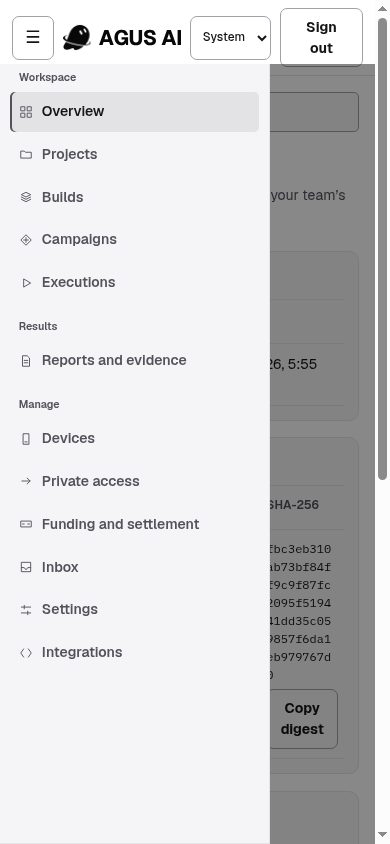 ☰ AGUS AI System Sign out
Workspace
Overview
Projects
your team's
Builds
Campaigns
Executions
Results
Reports and evidence
26, 5:55
Manage
Devices
Private access
Funding and settlement
SHA-256
Inbox
fbc3eb310
ab73bf84f
f9c9f87fc
2095f5194
41dd35c05
9857f6da1
eb979767d
Settings
Integrations
Copy
digest